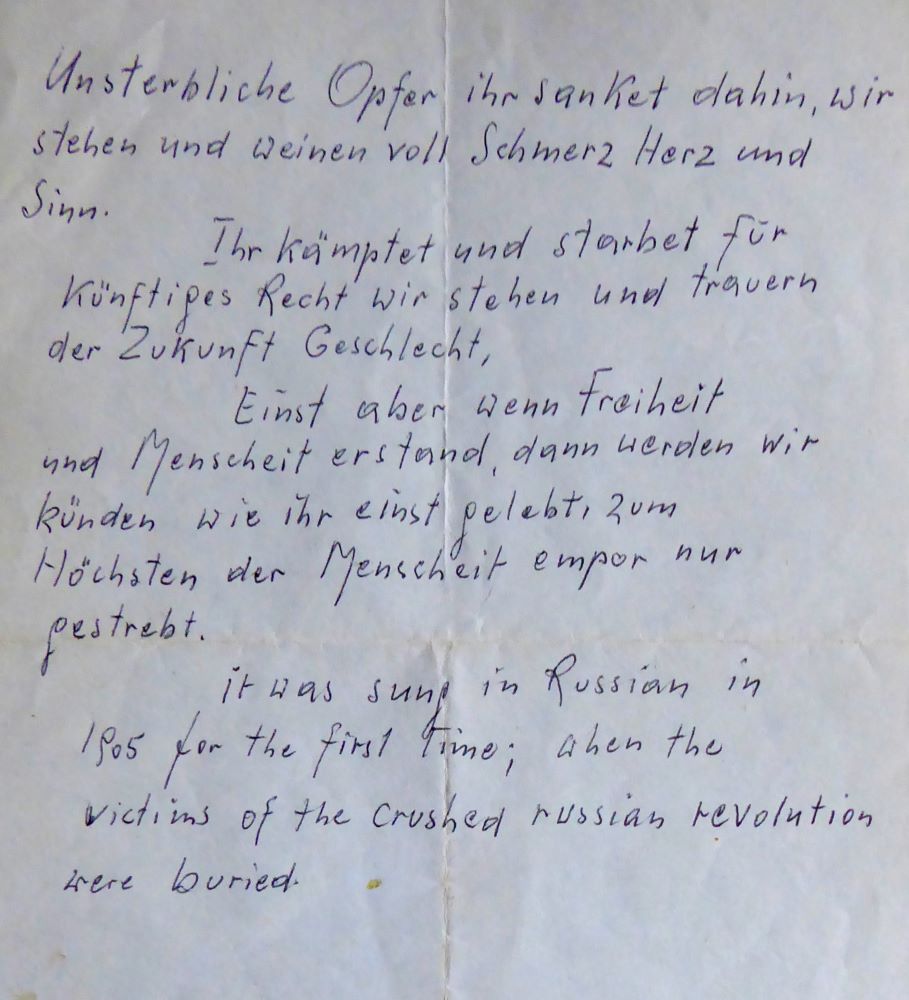 Unsterbliche Opfer ihr sanket dahin, wir
stehen und weinen voll Schmerz Herz und
Sinn.
Ihr kämptet und starbet für
Künftiges Recht wir stehen und trauern
der Zukunft Geschlecht,
Einst aber wenn Freiheit
und Menscheit erstand, dann werden wir
künden wie ihr einst gelebt, zum
Höchsten der Menscheit empor nur
gestrebt.
it was sung in Russian in
1905 for the first time; when the
victims of the crushed russian revolution
were buried.